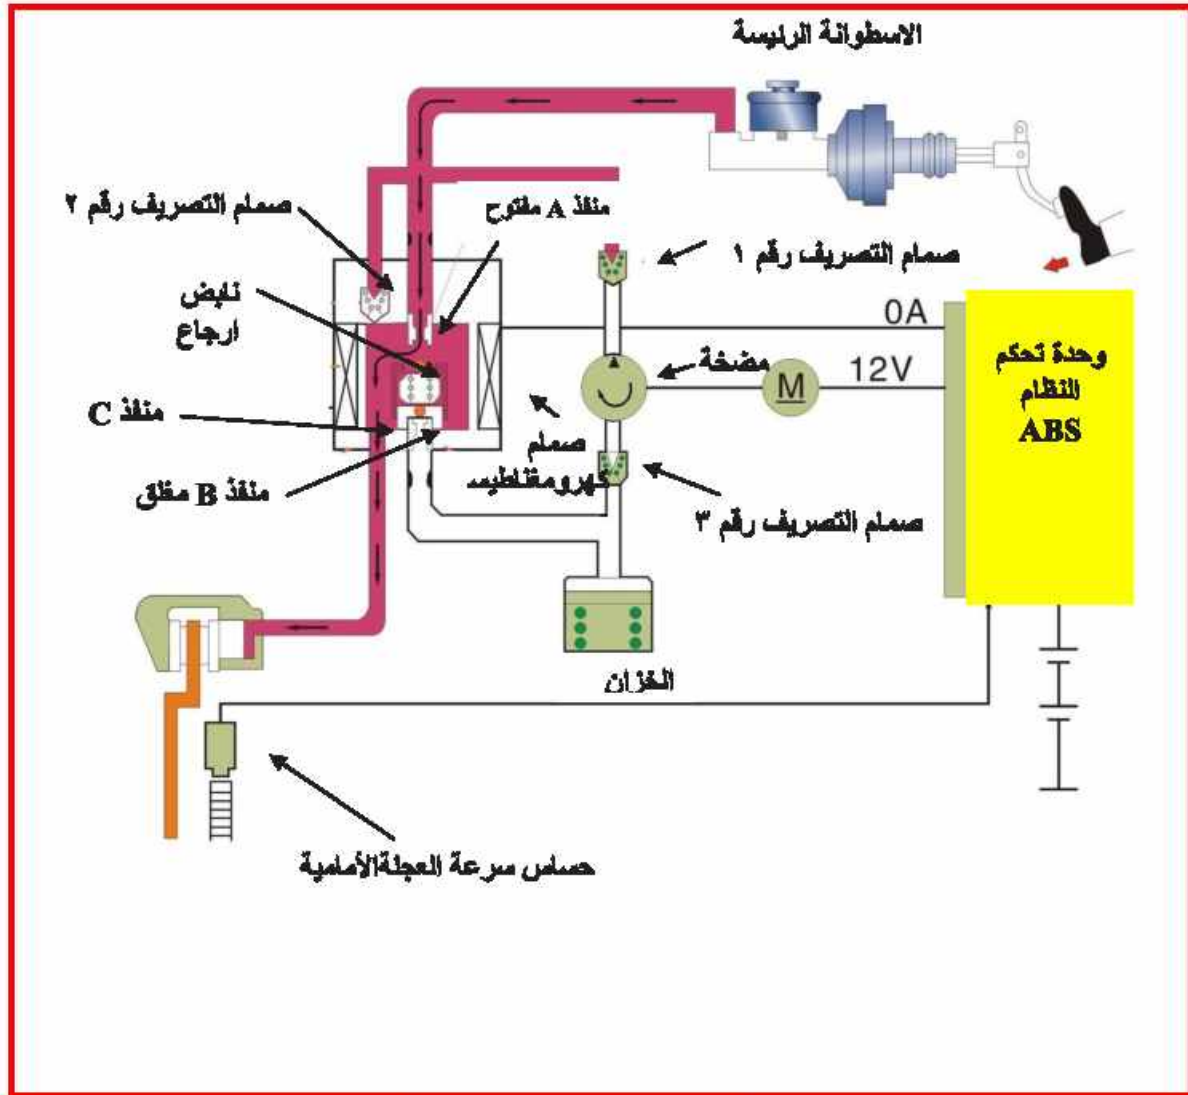 الاسطوانة الرئيسة
صمام التصريف رقم ٢
منفذ A مفتوح
صمام التصريف رقم ١
نابض
ارجاع
0A
وحدة تحكم
النظام
ABS
مضخة
M
12V
منفذ C
صمام
كهرومغناطيسي
منفذ B مغلق
صمام التصريف رقم ٣
الخزان
حساس سرعة العجلة الأمامية